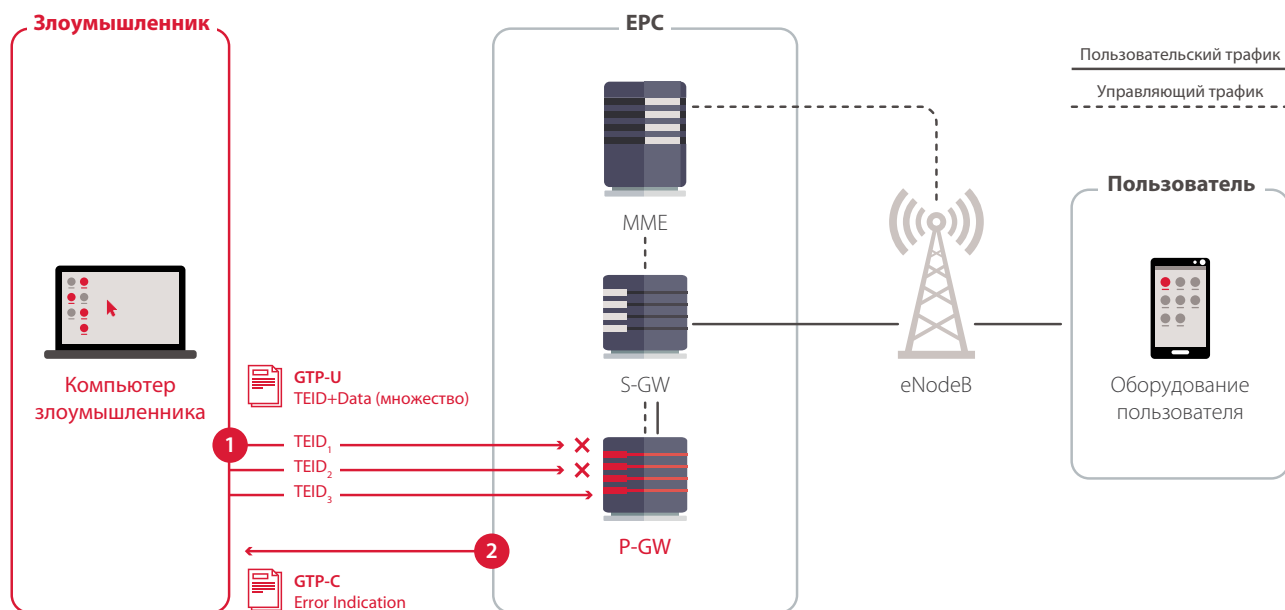 Злоумышленник
EPC
Пользовательский трафик
Управляющий трафик
Пользователь
MME
Компьютер
злоумышленника
GTP-U
TEID+Data (множество)
S-GW
eNodeB
Оборудование
пользователя
1
TEID1
TEID2
TEID3
2
P-GW
GTP-C
Error Indication